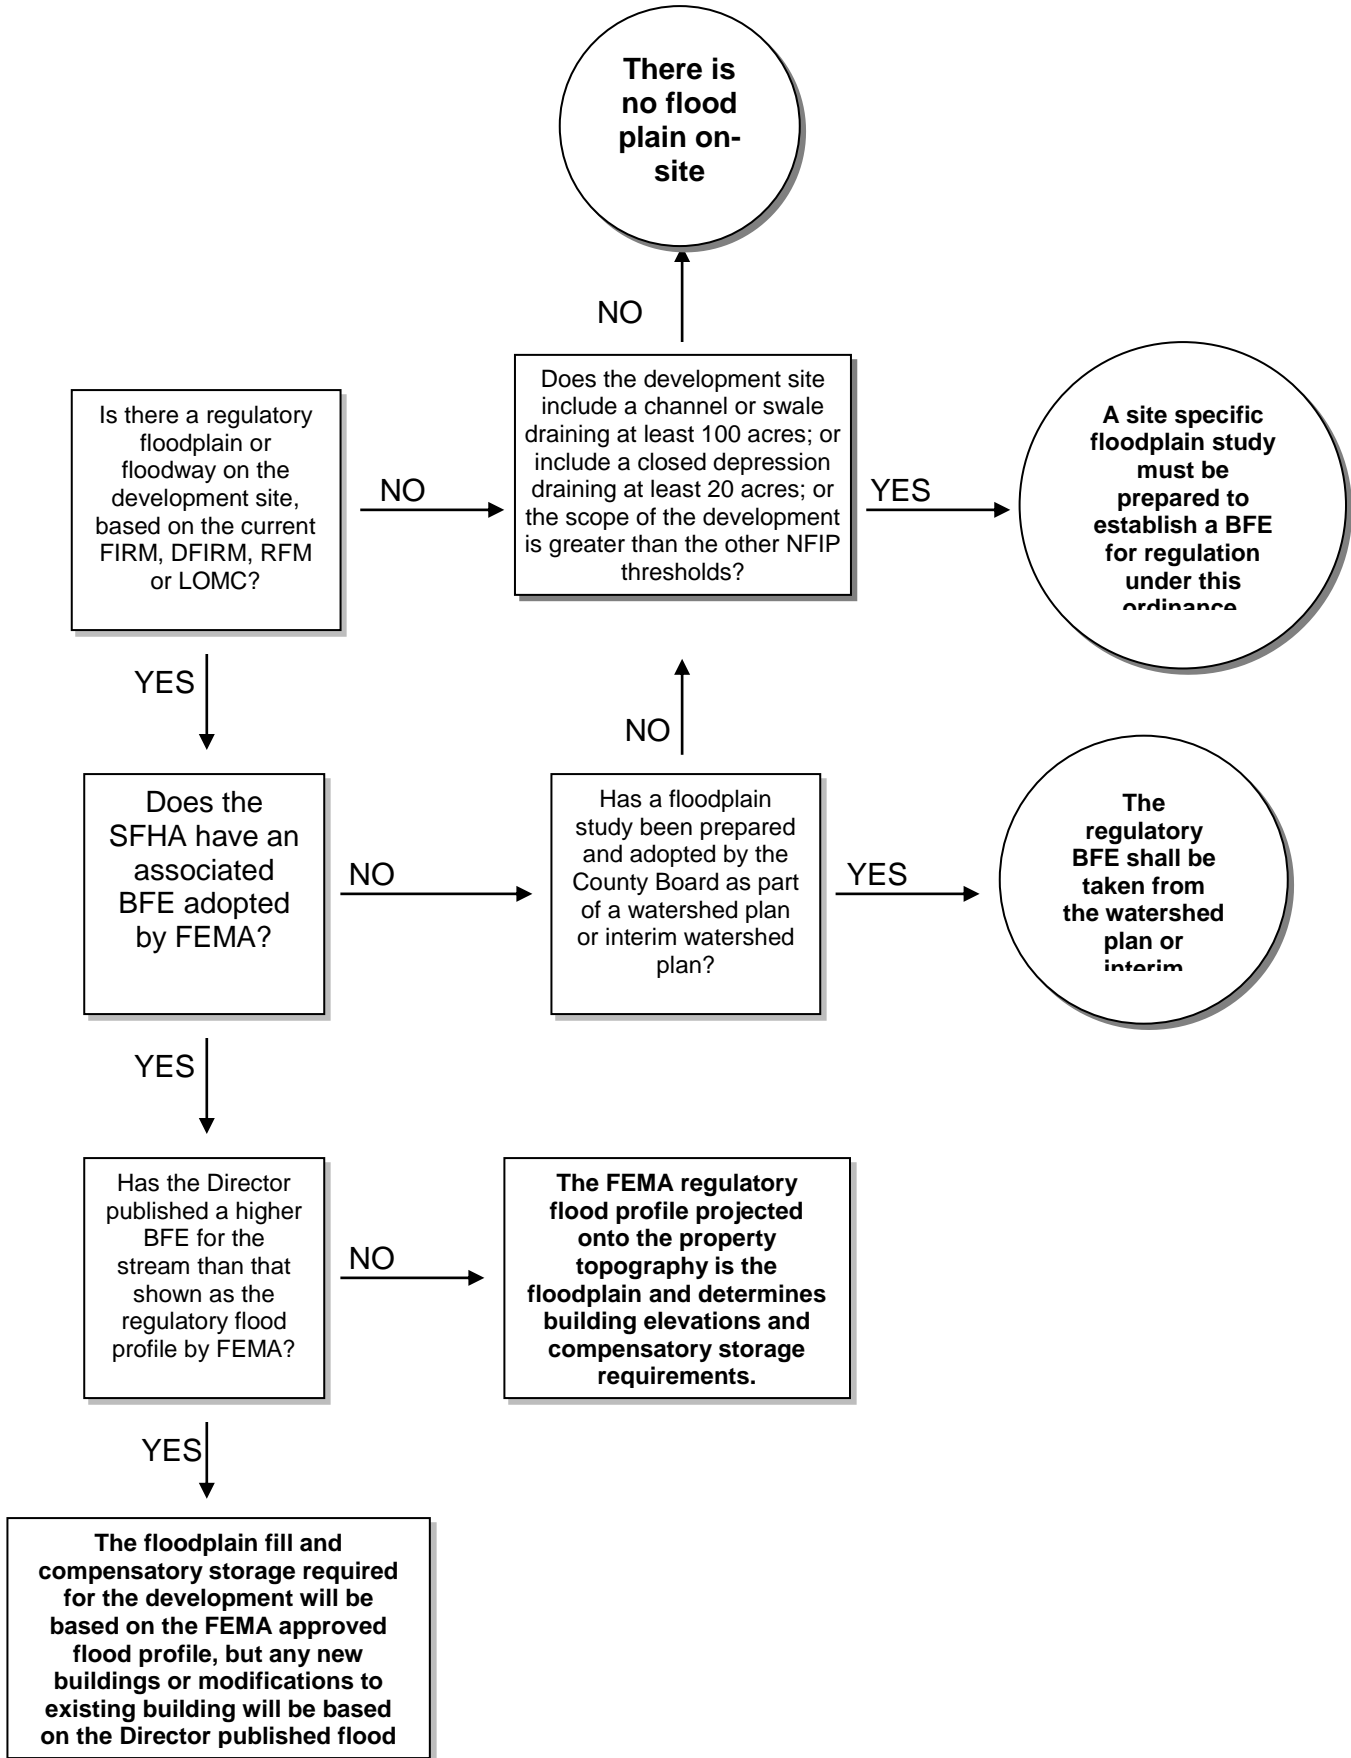 There is
no flood
plain on-
site
NO
Is there a regulatory
floodplain or
floodway on the
development site,
based on the current
FIRM, DFIRM, RFM
or LOMC?
NO
Does the development site
include a channel or swale
draining at least 100 acres; or
include a closed depression
draining at least 20 acres; or
the scope of the development
is greater than the other NFIP
thresholds?
YES
A site specific
floodplain study
must be
prepared to
establish a BFE
for regulation
under this
ordinance
YES
NO
Does the
SFHA have an
associated
BFE adopted
by FEMA?
NO
Has a floodplain
study been prepared
and adopted by the
County Board as part
of a watershed plan
or interim watershed
plan?
YES
The
regulatory
BFE shall be
taken from
the watershed
plan or
interim
YES
Has the Director
published a higher
BFE for the
stream than that
shown as the
regulatory flood
profile by FEMA?
NO
The FEMA regulatory
flood profile projected
onto the property
topography is the
floodplain and determines
building elevations and
compensatory storage
requirements.
YES
The floodplain fill and
compensatory storage required
for the development will be
based on the FEMA approved
flood profile, but any new
buildings or modifications to
existing building will be based
on the Director published flood